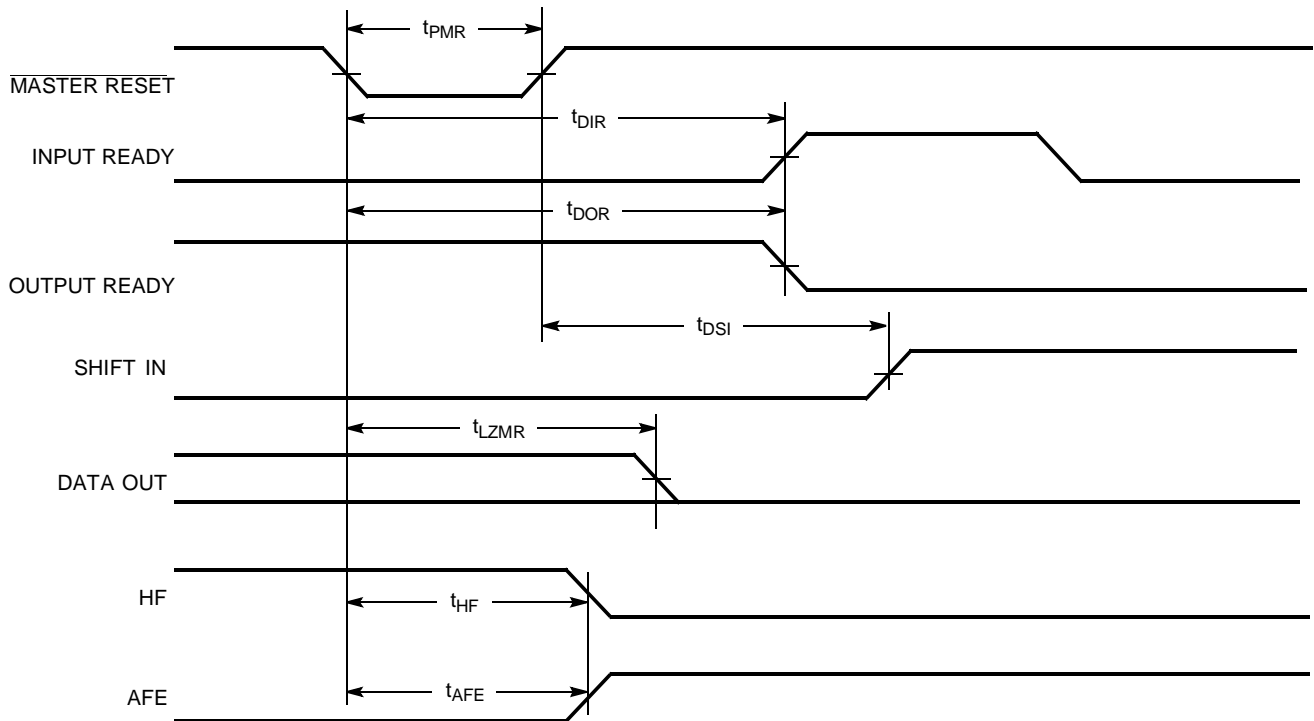 tPMR
MASTER RESET
tDIR
INPUT READY
tDOR
OUTPUT READY
tDSI
SHIFT IN
tLZMR
DATA OUT
HF
tHF
AFE
tAFE